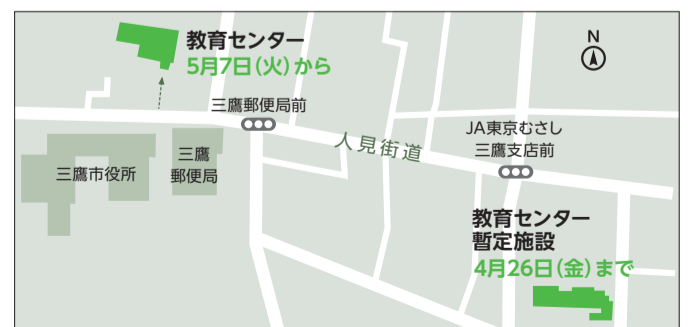 教育センター
5月7日(火)から
N
三鷹郵便局前
人見街道
JA東京むさし
三鷹支店前
三鷹市役所
三鷹
郵便局
教育センター
暫定施設
4月26日(金)まで